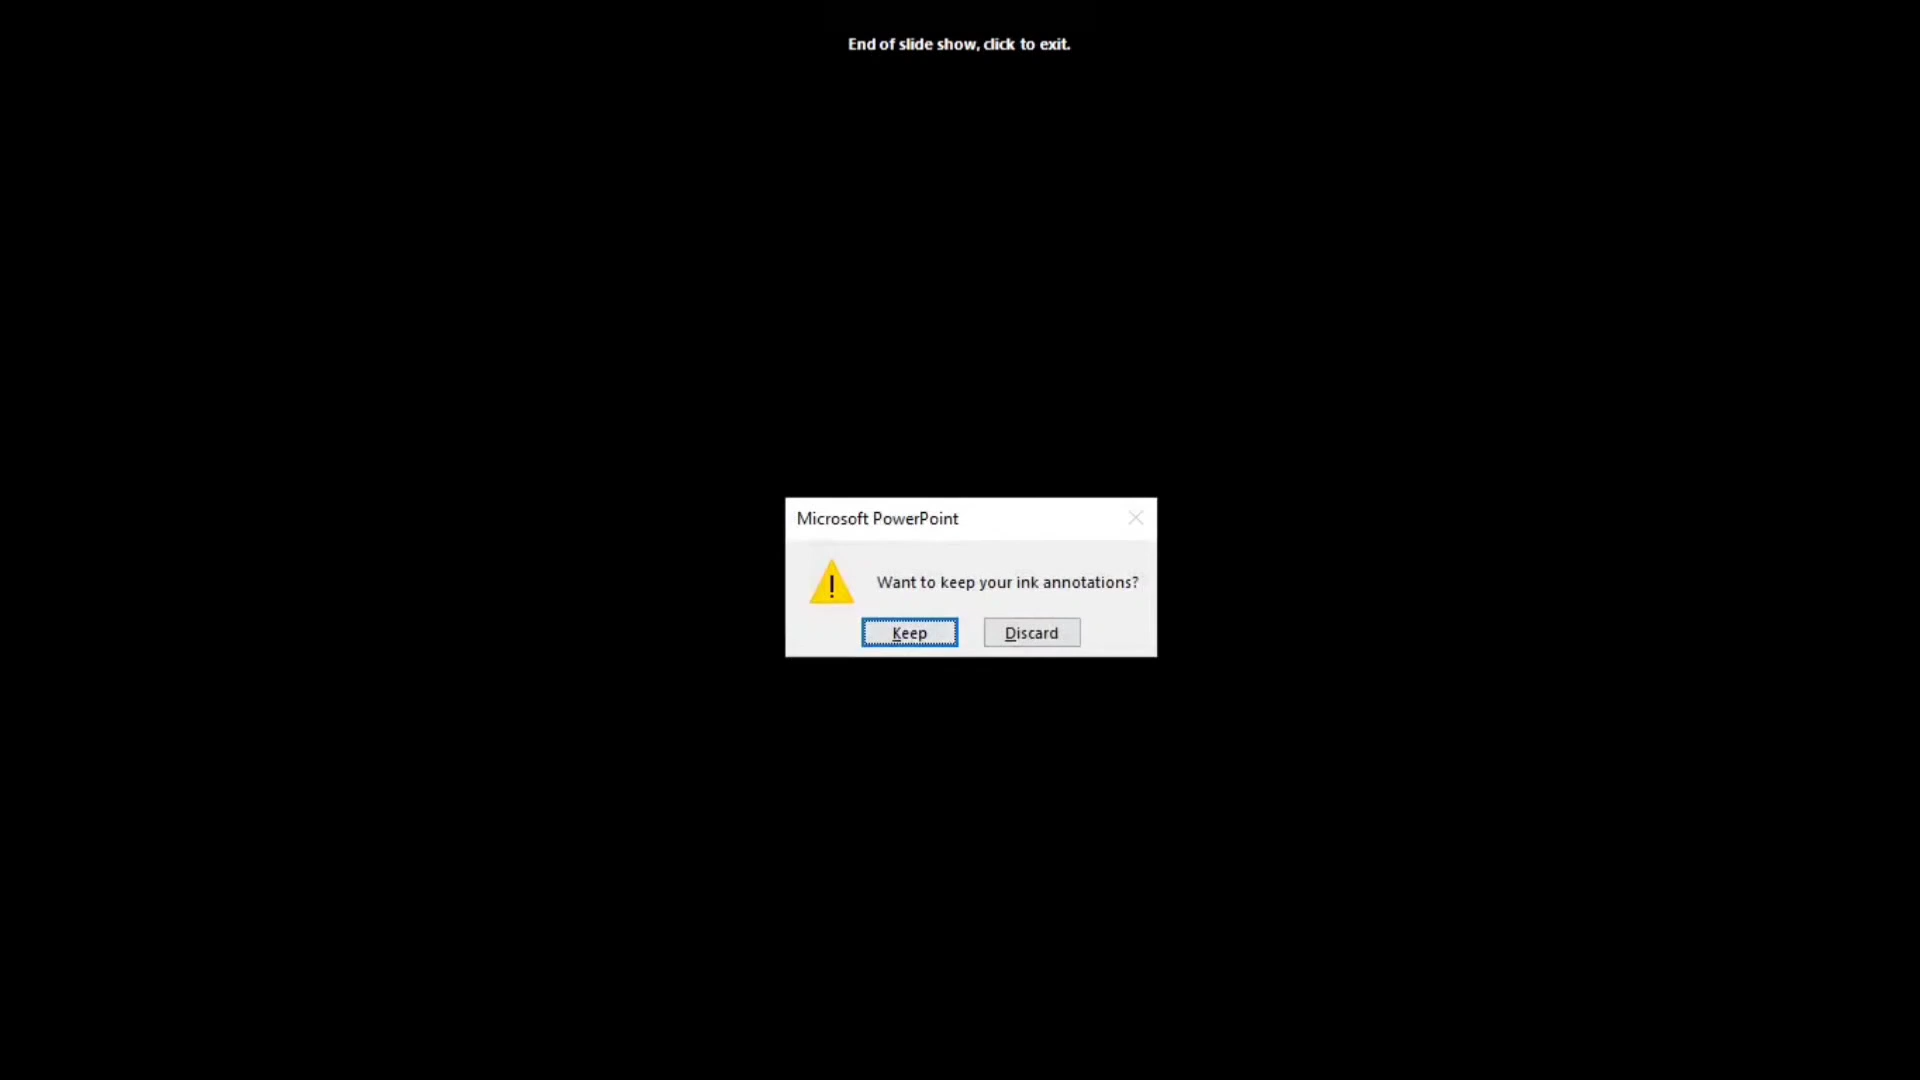 End of slide show, click to exit.
Microsoft PowerPoint
Want to keep your ink annotations?
Keep
Discard